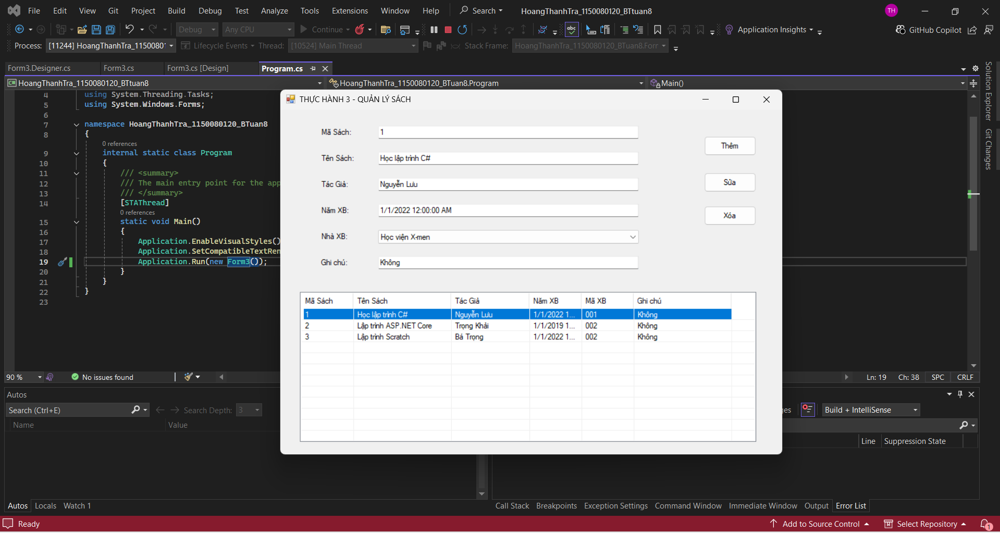 File Edit View Git Project Build Debug Test Analyze Tools Extensions Window Help Search HoangThanhTra_1150080120_BTtuan8 TH
Debug Any CPU Continue abc Application Insights GitHub Copilot
Process: [11244] HoangThanhTra_1150080 Lifecycle Events Thread: [10524] Main Thread Stack Frame: HoangThanhTra_1150080120_BTuan8.Forr
Form3.Designer.cs Form3.cs Form3.cs [Design] Program.cs
C# HoangThanhTra_1150080120_BTtuan8 HoangThanhTra_1150080120_BTuan8.Program Main()
Solution Explorer
Git Changes
4 using System.Threading.Tasks;
5 using System.Windows.Forms;
6
7 namespace HoangThanhTra_1150080120_BTuan8
8 {
0 references
9 internal static class Program
10 {
11 /// <summary>
12 /// The main entry point for the app
13 /// </summary>
14 [STAThread]
0 references
15 static void Main()
16 {
17 Application.EnableVisualStyles()
18 Application.SetCompatibleTextRen
19 Application.Run(new Form3());
20 }
21 }
22 }
23
THỰC HÀNH 3 - QUẢN LÝ SÁCH
Mã Sách: 1
Tên Sách: Học lập trình C#
Tác Giả: Nguyễn Lưu
Năm XB: 1/1/2022 12:00:00 AM
Nhà XB: Học viện X-men
Ghi chú: Không
Thêm
Sửa
Xóa
Mã Sách Tên Sách Tác Giả Năm XB Mã XB Ghi chú
1 Học lập trình C# Nguyễn Lưu 1/1/2022 1... 001 Không
2 Lập trình ASP.NET Core Trọng Khải 1/1/2019 1... 002 Không
3 Lập trình Scratch Bá Trọng 1/1/2022 1... 002 Không
90 % No issues found Ln: 19 Ch: 38 SPC CRLF
Autos
Search (Ctrl+E) Search Depth: 3
Name Value
es Build + IntelliSense
Line Suppression State
Autos Locals Watch 1
Call Stack Breakpoints Exception Settings Command Window Immediate Window Output Error List
Ready Add to Source Control Select Repository 1